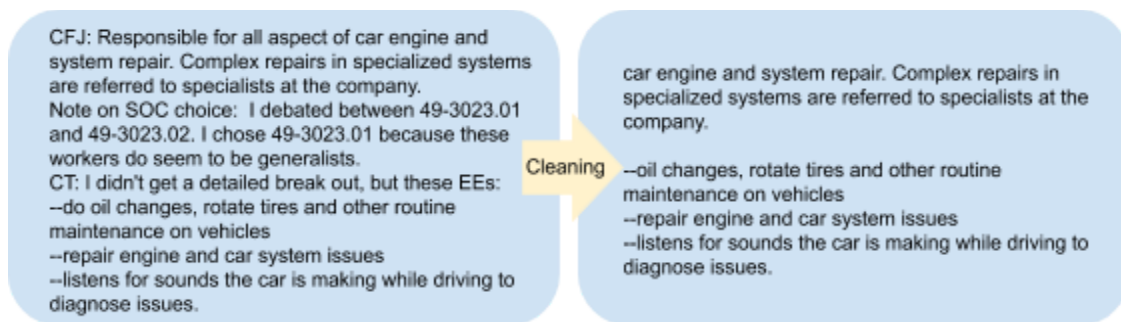 CFJ: Responsible for all aspect of car engine and
system repair. Complex repairs in specialized systems
are referred to specialists at the company.
Note on SOC choice:  I debated between 49-3023.01
and 49-3023.02. I chose 49-3023.01 because these
workers do seem to be generalists.
CT: I didn't get a detailed break out, but these EEs:
--do oil changes, rotate tires and other routine
maintenance on vehicles
--repair engine and car system issues
--listens for sounds the car is making while driving to
diagnose issues.
Cleaning
car engine and system repair. Complex repairs in
specialized systems are referred to specialists at the
company.
--oil changes, rotate tires and other routine
maintenance on vehicles
--repair engine and car system issues
--listens for sounds the car is making while driving to
diagnose issues.